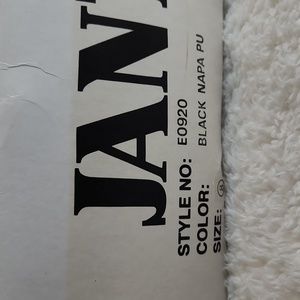 JAN
STYLE NO: E0920
COLOR: BLACK NAPA PU
SIZE: